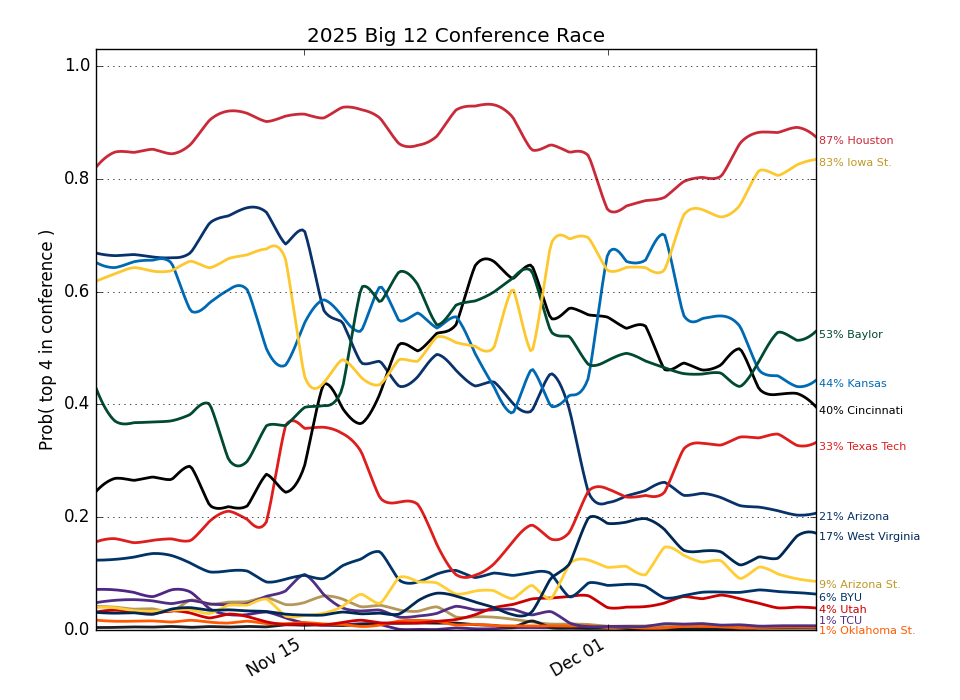 2025 Big 12 Conference Race
Prob( top 4 in conference )
1.0
0.8
0.6
0.4
0.2
0.0
Nov 15
Dec 01
87% Houston
83% Iowa St.
53% Baylor
44% Kansas
40% Cincinnati
33% Texas Tech
21% Arizona
17% West Virginia
9% Arizona St.
6% BYU
4% Utah
1% TCU
1% Oklahoma St.